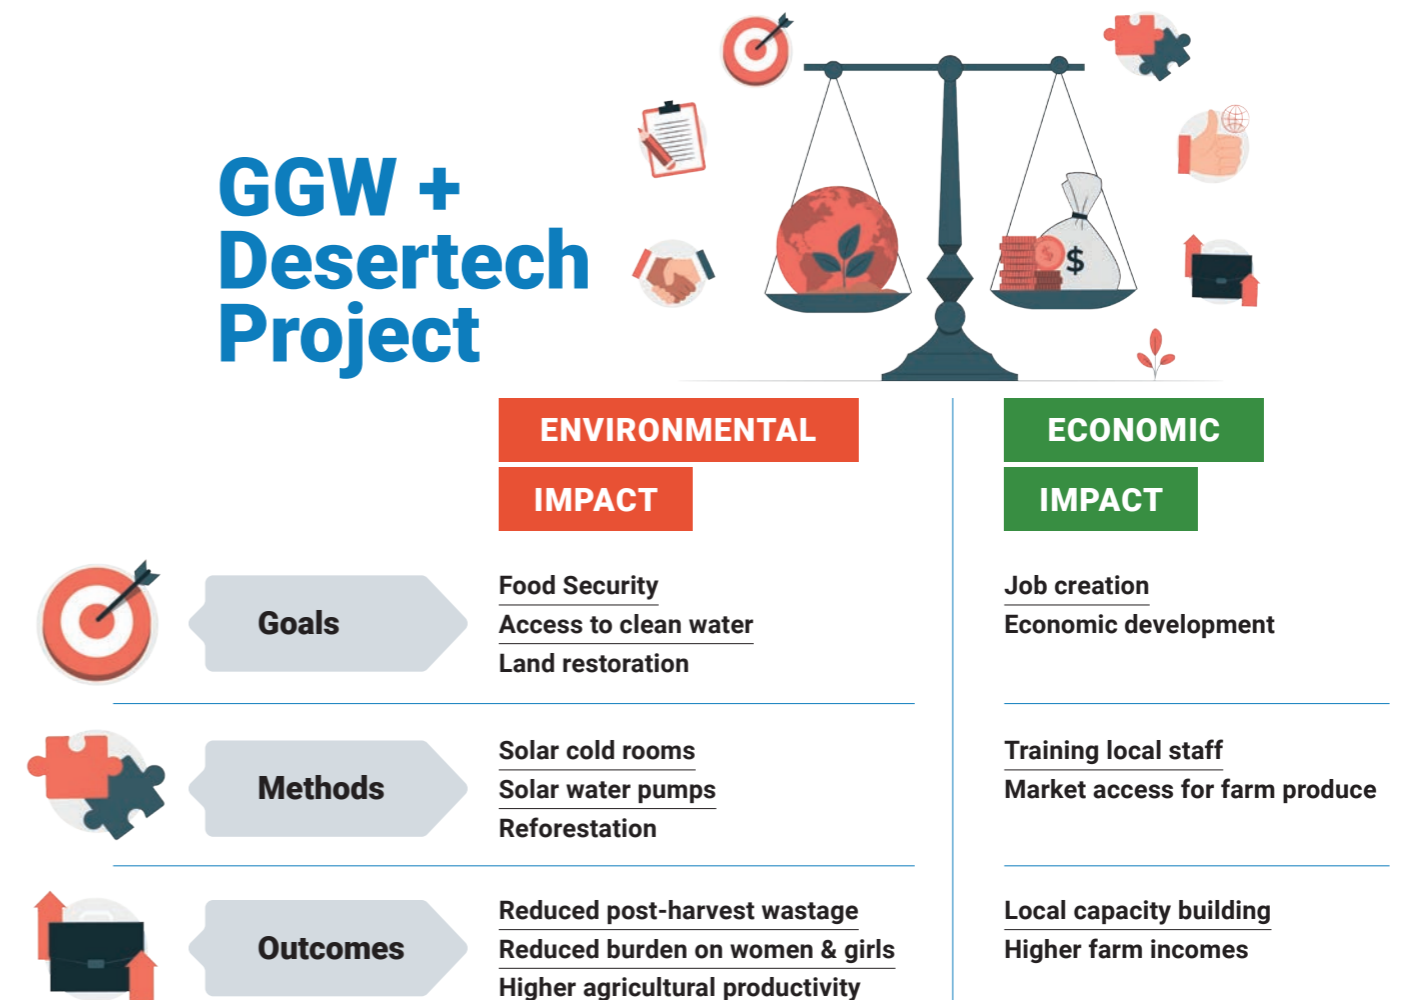 GGW +
Desertech
Project
$
ENVIRONMENTAL
IMPACT
ECONOMIC
IMPACT
Goals
Food Security
Access to clean water
Land restoration
Job creation
Economic development
Methods
Solar cold rooms
Solar water pumps
Reforestation
Training local staff
Market access for farm produce
Outcomes
Reduced post-harvest wastage
Reduced burden on women & girls
Higher agricultural productivity
Local capacity building
Higher farm incomes